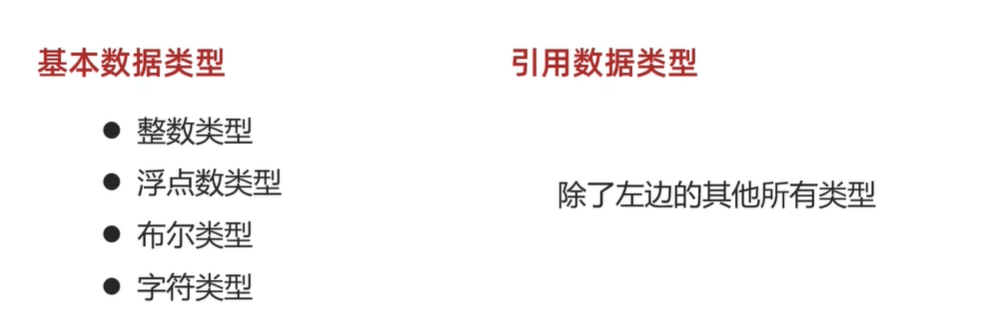 基本数据类型
● 整数类型
● 浮点数类型
● 布尔类型
● 字符类型
引用数据类型
除了左边的其他所有类型